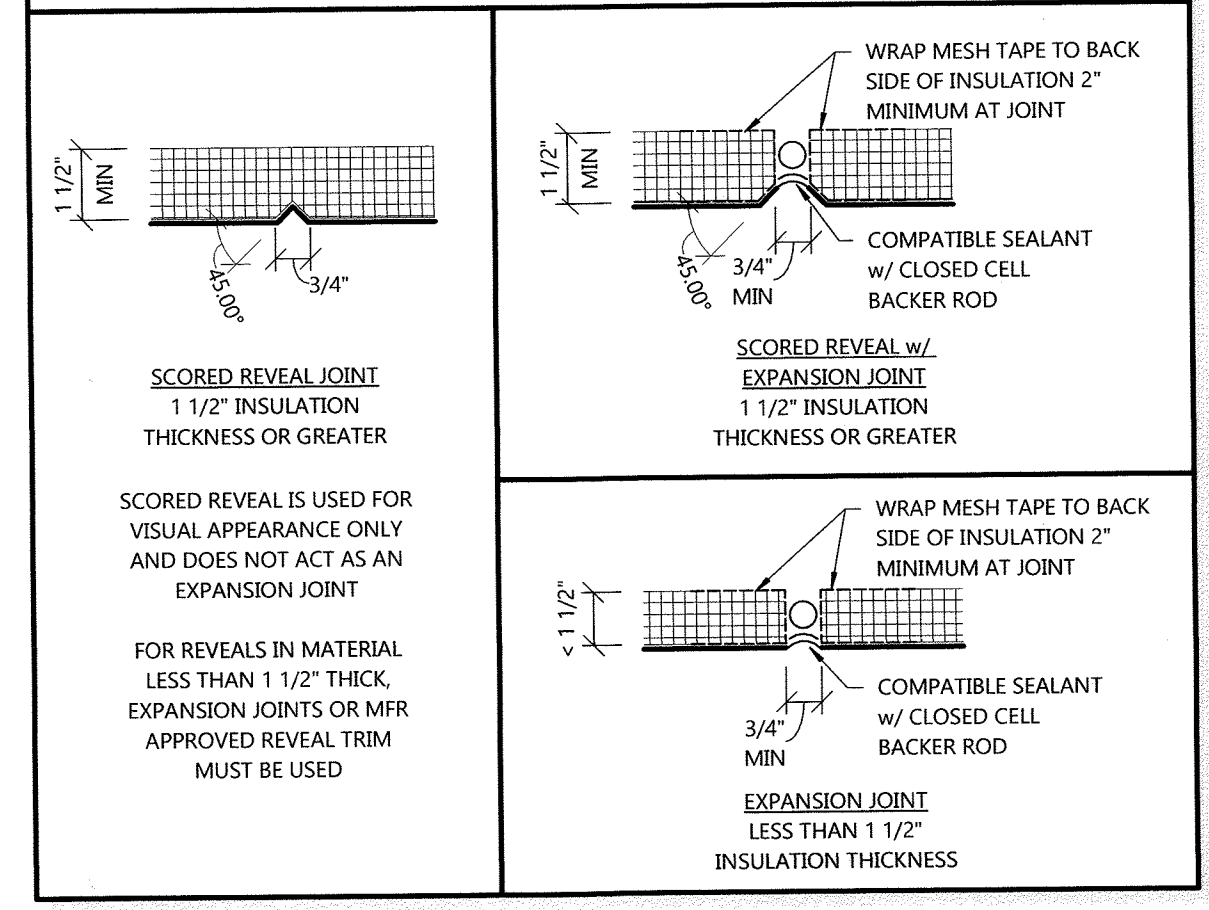 1 1/2"
MIN
45.00°
3/4"
SCORED REVEAL JOINT
1 1/2" INSULATION
THICKNESS OR GREATER
SCORED REVEAL IS USED FOR
VISUAL APPEARANCE ONLY
AND DOES NOT ACT AS AN
EXPANSION JOINT
FOR REVEALS IN MATERIAL
LESS THAN 1 1/2" THICK,
EXPANSION JOINTS OR MFR
APPROVED REVEAL TRIM
MUST BE USED
WRAP MESH TAPE TO BACK
SIDE OF INSULATION 2"
MINIMUM AT JOINT
1 1/2"
MIN
45.00°
3/4"
MIN
COMPATIBLE SEALANT
w/ CLOSED CELL
BACKER ROD
SCORED REVEAL w/
EXPANSION JOINT
1 1/2" INSULATION
THICKNESS OR GREATER
WRAP MESH TAPE TO BACK
SIDE OF INSULATION 2"
MINIMUM AT JOINT
< 1 1/2"
3/4"
MIN
COMPATIBLE SEALANT
w/ CLOSED CELL
BACKER ROD
EXPANSION JOINT
LESS THAN 1 1/2"
INSULATION THICKNESS